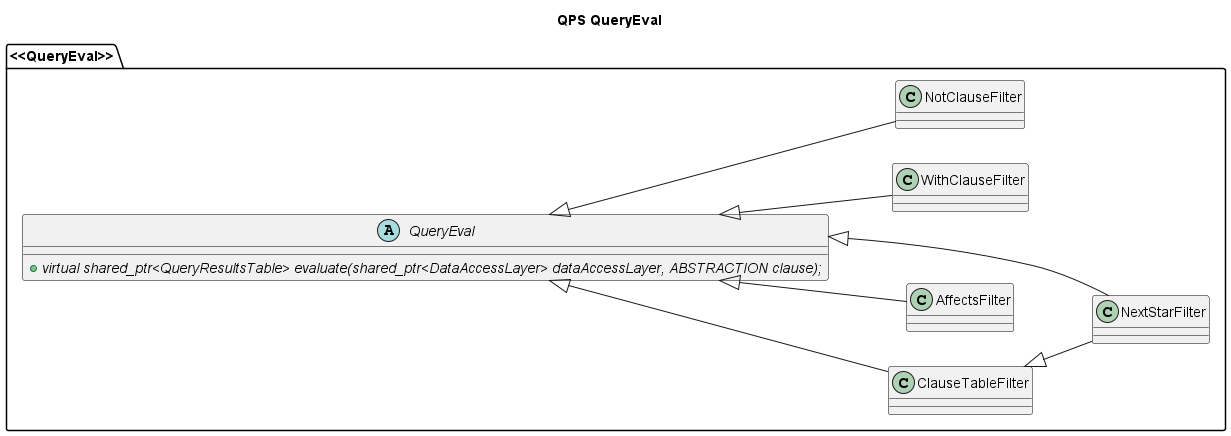 QPS QueryEval
<<QueryEval>>
C NotClauseFilter
C WithClauseFilter
A QueryEval
virtual shared_ptr<QueryResultsTable> evaluate(shared_ptr<DataAccessLayer> dataAccessLayer, ABSTRACTION clause);
C AffectsFilter
C NextStarFilter
C ClauseTableFilter